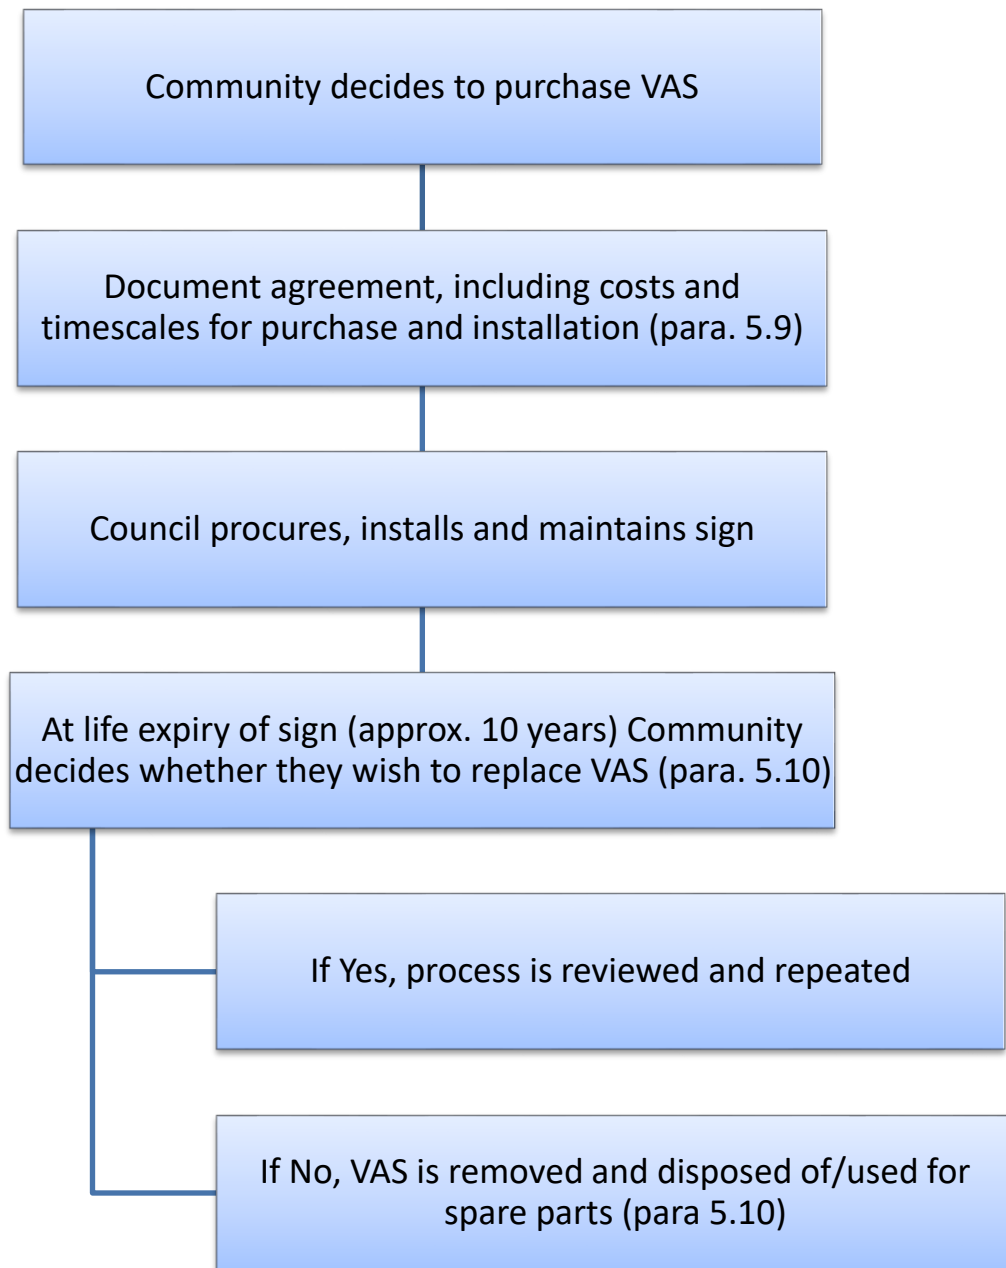 Community decides to purchase VAS
Document agreement, including costs and
timescales for purchase and installation (para. 5.9)
Council procures, installs and maintains sign
At life expiry of sign (approx. 10 years) Community
decides whether they wish to replace VAS (para. 5.10)
If Yes, process is reviewed and repeated
If No, VAS is removed and disposed of/used for
spare parts (para 5.10)